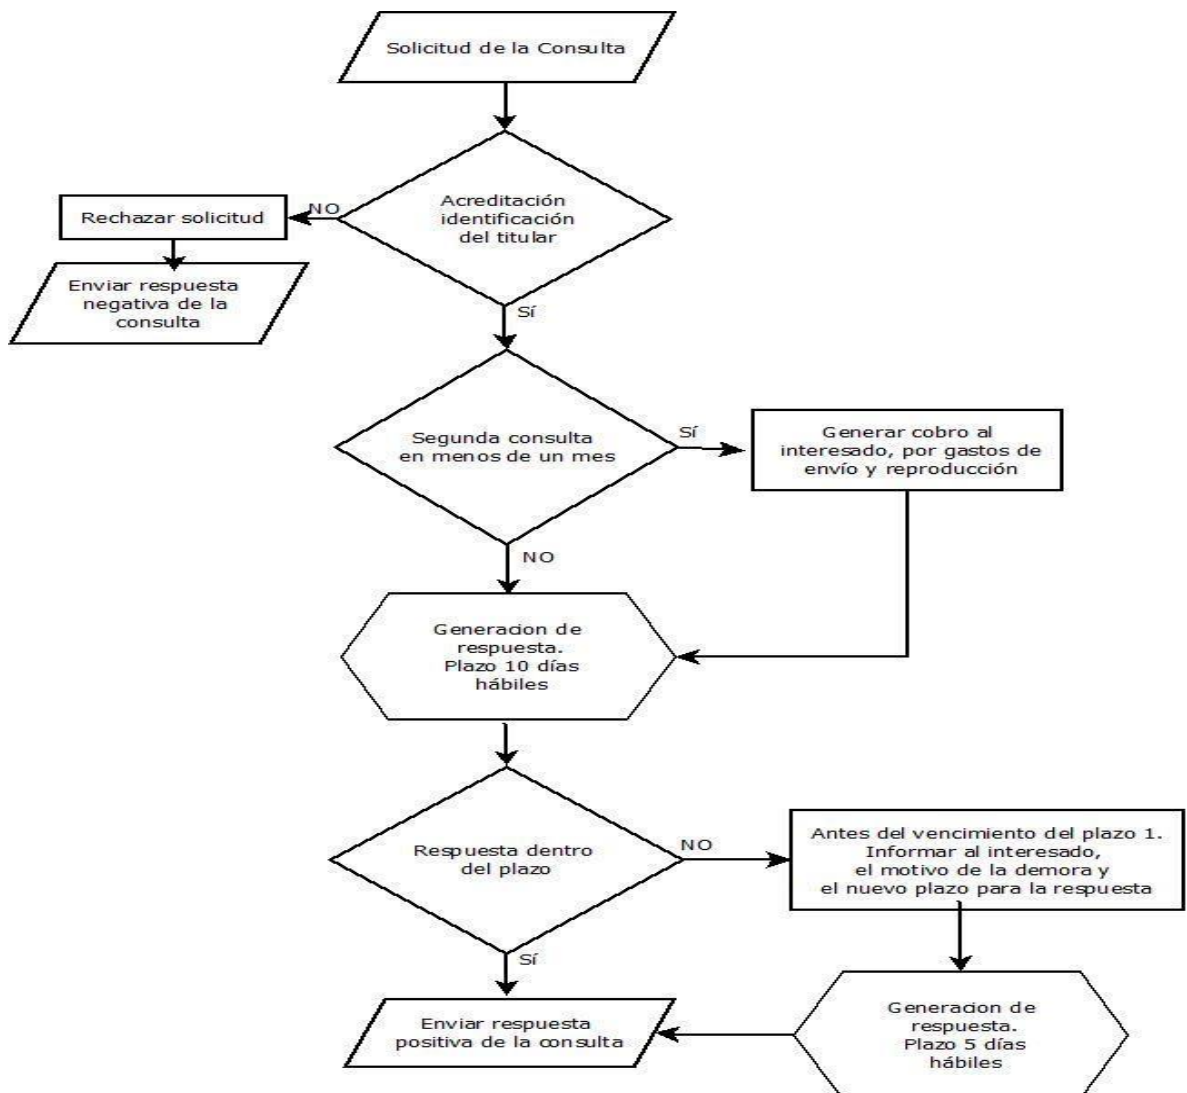 Solicitud de la Consulta
Acreditación
identificación
del titular
NO
Rechazar solicitud
Enviar respuesta
negativa de la
consulta
Sí
Segunda consulta
en menos de un mes
Sí
Generar cobro al
interesado, por gastos de
envío y reproducción
NO
Generacion de
respuesta.
Plazo 10 días
hábiles
Respuesta dentro
del plazo
NO
Antes del vencimiento del plazo 1.
Informar al interesado,
el motivo de la demora y
el nuevo plazo para la respuesta
Sí
Enviar respuesta
positiva de la consulta
Generacion de
respuesta.
Plazo 5 días
hábiles